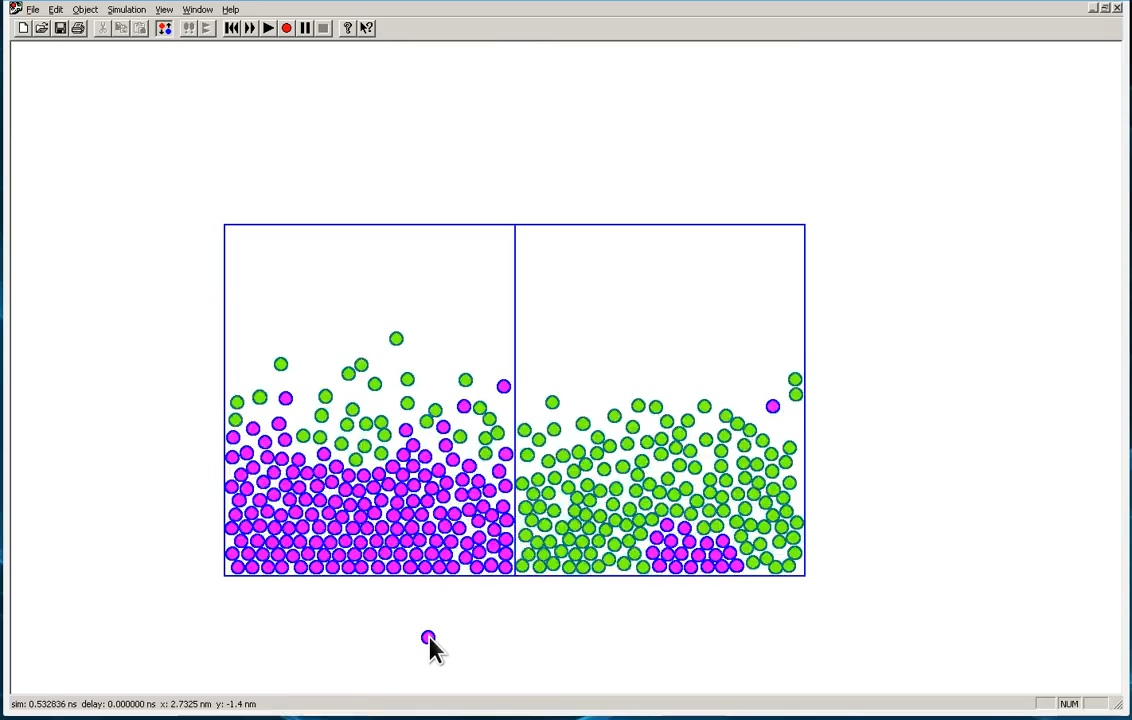 File Edit Object Simulation View Window Help
sim: 0.532836 ns delay: 0.000000 ns x: 2.7325 nm y: -1.4 nm NUM